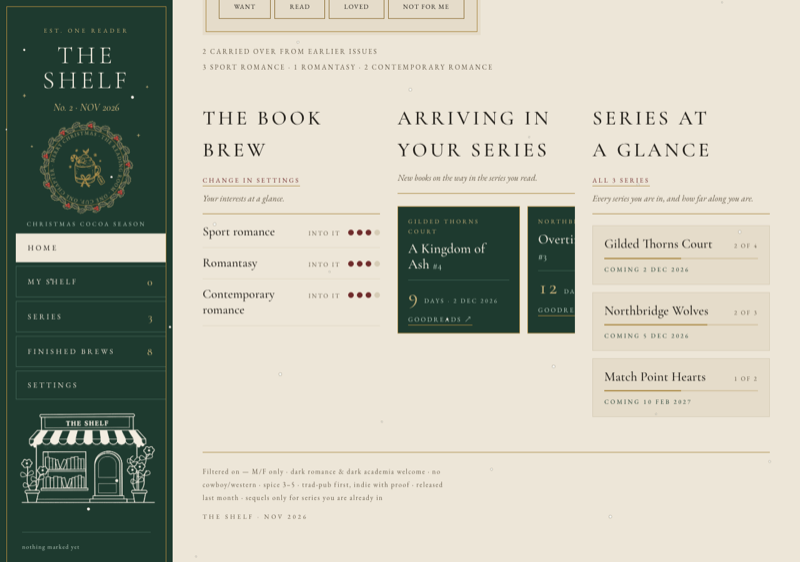 EST. ONE READER
THE
SHELF
No. 2 · NOV 2026
CHRISTMAS COCOA SEASON
HOME
MY SHELF 0
SERIES 3
FINISHED BREWS 8
SETTINGS
THE SHELF
nothing marked yet
WANT READ LOVED NOT FOR ME
2 CARRIED OVER FROM EARLIER ISSUES
3 SPORT ROMANCE · 1 ROMANTASY · 2 CONTEMPORARY ROMANCE
THE BOOK
BREW
CHANGE IN SETTINGS
Your interests at a glance.
Sport romance INTO IT
Romantasy INTO IT
Contemporary INTO IT
romance
ARRIVING IN
YOUR SERIES
New books on the way in the series you read.
GILDED THORNS
COURT
A Kingdom of
Ash #4
9 DAYS · 2 DEC 2026
GOODREADS ↗
NORTHB
Overti
#3
12 DA
GOODRE
SERIES AT
A GLANCE
ALL 3 SERIES
Every series you are in, and how far along you are.
Gilded Thorns Court 2 OF 4
COMING 2 DEC 2026
Northbridge Wolves 2 OF 3
COMING 5 DEC 2026
Match Point Hearts 1 OF 2
COMING 10 FEB 2027
Filtered on — M/F only · dark romance & dark academia welcome · no
cowboy/western · spice 3–5 · trad-pub first, indie with proof · released
last month · sequels only for series you are already in
THE SHELF · NOV 2026